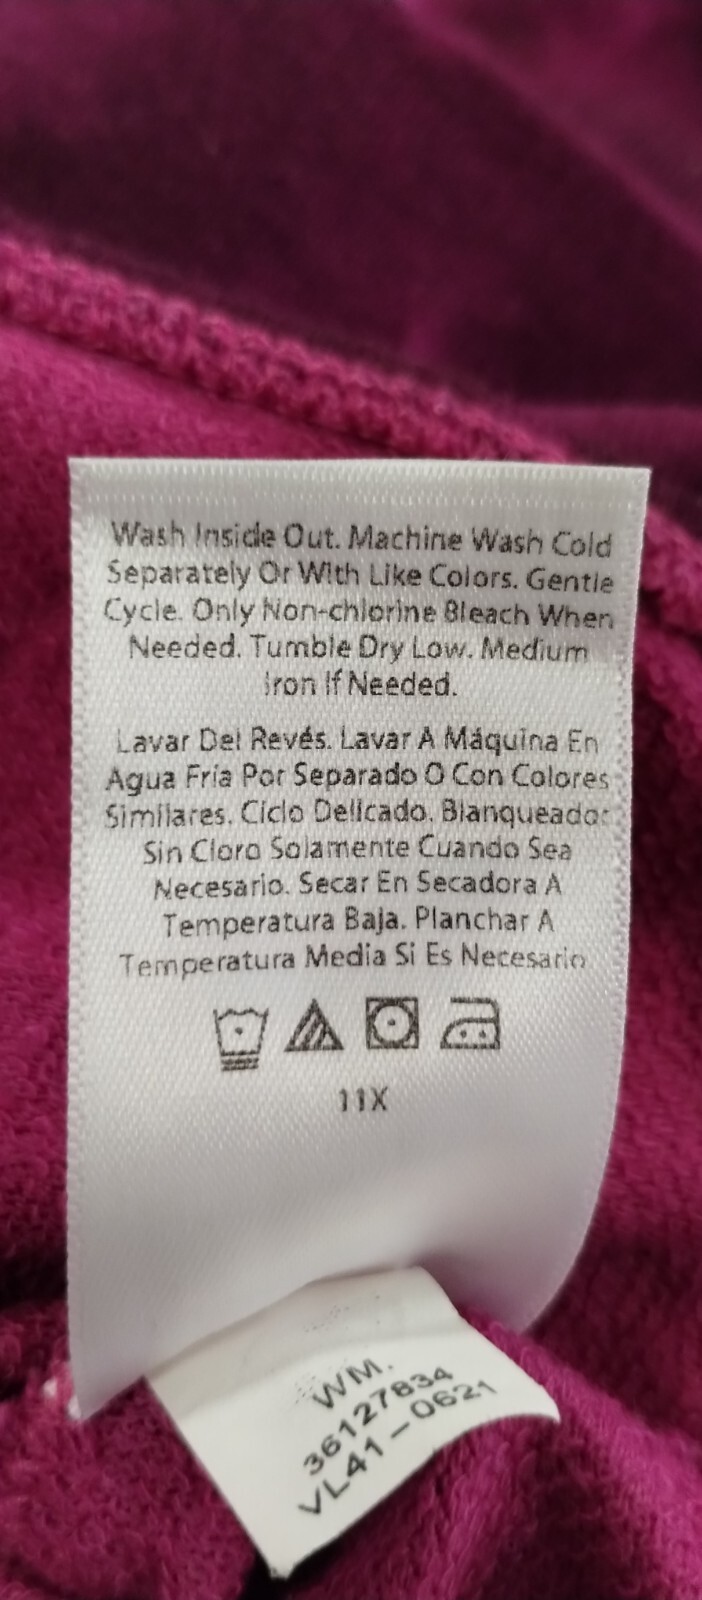 Wash Inside Out. Machine Wash Cold
Separately Or With Like Colors. Gentle
Cycle. Only Non-chlorine Bleach When
Needed. Tumble Dry Low. Medium
Iron If Needed.
Lavar Del Revés. Lavar A Máquina En
Agua Fría Por Separado O Con Colores
Similares. Ciclo Delicado. Blanqueador
Sin Cloro Solamente Cuando Sea
Necesario. Secar En Secadora A
Temperatura Baja. Planchar A
Temperatura Media Si Es Necesario
11X
WM.
36127834
VL41-0621